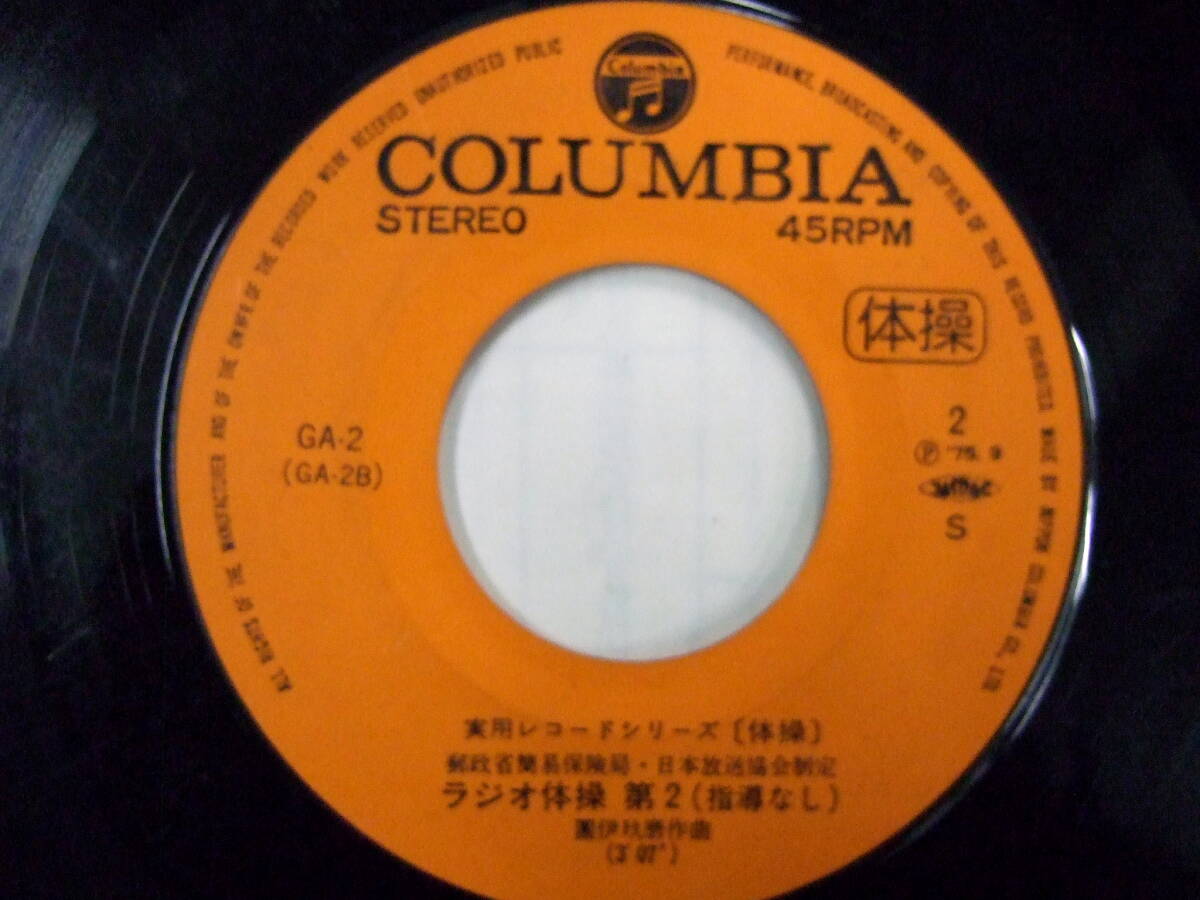 Columbia
COLUMBIA
STEREO 45RPM
体操
GA-2
(GA-2B)
2
Ⓟ '75. 9
S
実用レコードシリーズ〔体操〕
郵政省簡易保険局・日本放送協会制定
ラジオ体操 第2(指導なし)
團伊玖磨作曲
(3'07")
ALL RIGHTS OF THE MANUFACTURER AND OF THE OWNER OF THE RECORDED WORK RESERVED UNAUTHORIZED PUBLIC PERFORMANCE, BROADCASTING AND COPYING OF THIS RECORD PROHIBITED MADE BY NIPPON COLUMBIA CO., LTD.